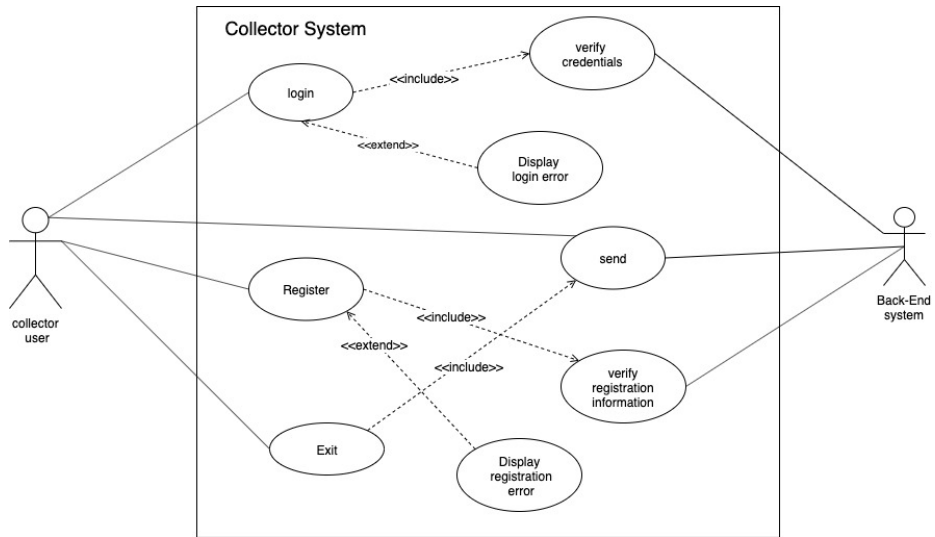 Collector System
verify
credentials
<<include>>
login
<<extend>>
Display
login error
send
Register
<<include>>
collector
user
Back-End
system
<<extend>>
<<include>>
verify
registration
information
Exit
Display
registration
error